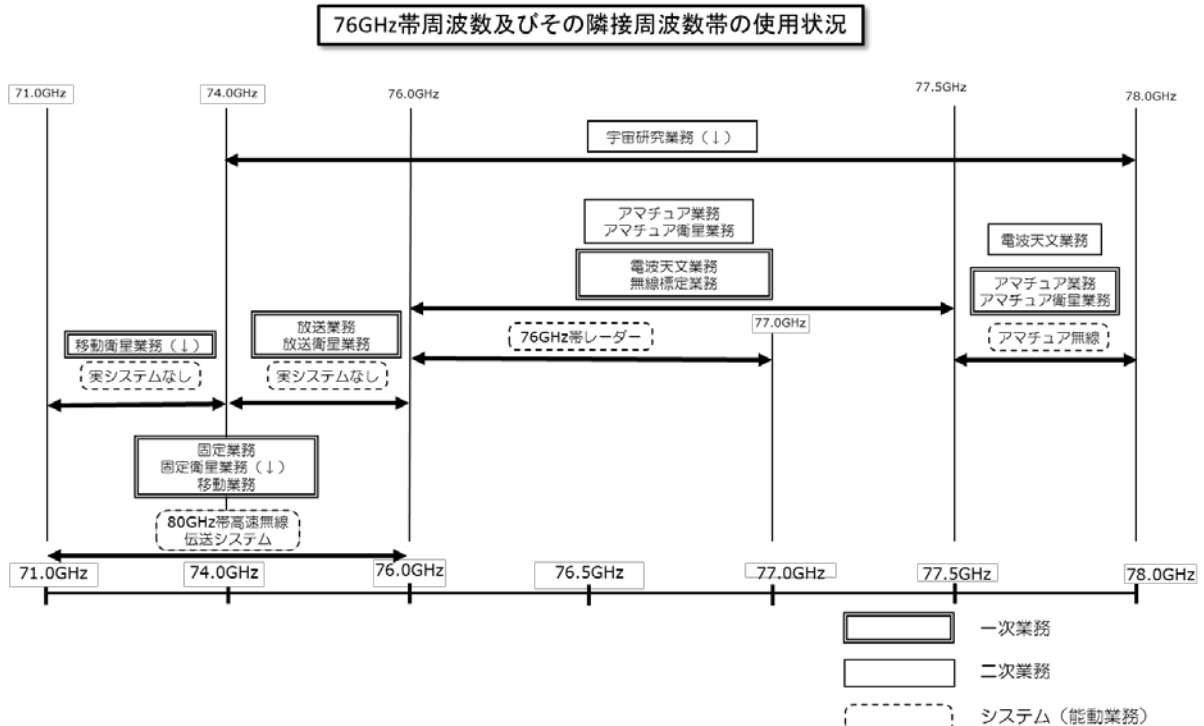 76GHz帯周波数及びその隣接周波数帯の使用状況
71.0GHz
74.0GHz
76.0GHz
77.5GHz
78.0GHz
宇宙研究業務（↓）
アマチュア業務
アマチュア衛星業務
電波天文業務
電波天文業務
無線標定業務
アマチュア業務
アマチュア衛星業務
移動衛星業務（↓）
放送業務
放送衛星業務
77.0GHz
76GHz帯レーダー
アマチュア無線
実システムなし
実システムなし
固定業務
固定衛星業務（↓）
移動業務
80GHz帯高速無線
伝送システム
71.0GHz
74.0GHz
76.0GHz
76.5GHz
77.0GHz
77.5GHz
78.0GHz
一次業務
二次業務
システム（能動業務）